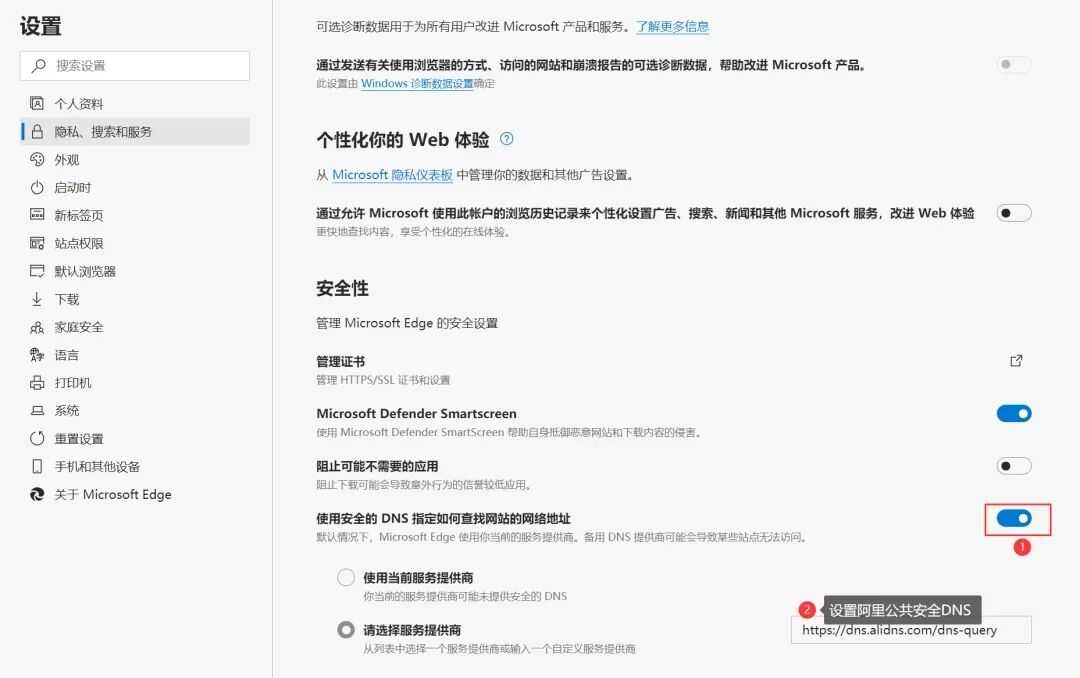 设置
搜索设置
个人资料
隐私、搜索和服务
外观
启动时
新标签页
站点权限
默认浏览器
下载
家庭安全
语言
打印机
系统
重置设置
手机和其他设备
关于 Microsoft Edge
可选诊断数据用于为所有用户改进 Microsoft 产品和服务。了解更多信息
通过发送有关使用浏览器的方式、访问的网站和崩溃报告的可选诊断数据，帮助改进 Microsoft 产品。
此设置由 Windows 诊断数据设置确定
个性化你的 Web 体验
从 Microsoft 隐私仪表板 中管理你的数据和其他广告设置。
通过允许 Microsoft 使用此帐户的浏览历史记录来个性化设置广告、搜索、新闻和其他 Microsoft 服务，改进 Web 体验
更快地查找内容，享受个性化的在线体验。
安全性
管理 Microsoft Edge 的安全设置
管理证书
管理 HTTPS/SSL 证书和设置
Microsoft Defender Smartscreen
使用 Microsoft Defender SmartScreen 帮助自身抵御恶意网站和下载内容的侵害。
阻止可能不需要的应用
阻止下载可能会导致意外行为的信誉较低应用。
使用安全的 DNS 指定如何查找网站的网络地址
默认情况下，Microsoft Edge 使用你当前的服务提供商。备用 DNS 提供商可能会导致某些站点无法访问。
1
使用当前服务提供商
你当前的服务提供商可能未提供安全的 DNS
2 设置阿里公共安全DNS
请选择服务提供商
https://dns.alidns.com/dns-query
从列表中选择一个服务提供商或输入一个自定义服务提供商